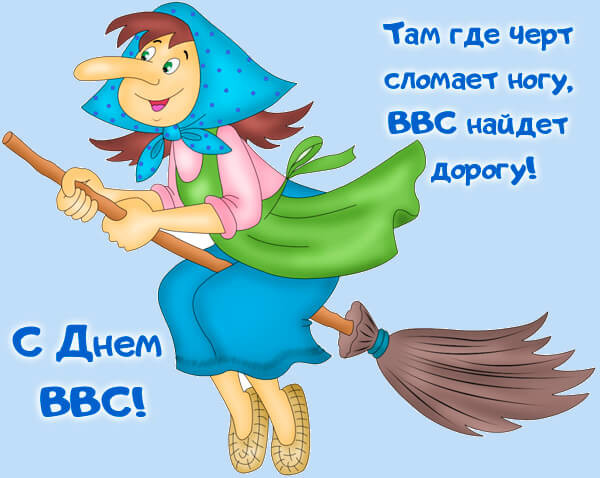 Там где черт
сломает ногу,
ВВС найдет
дорогу!
С Днем
ВВС!